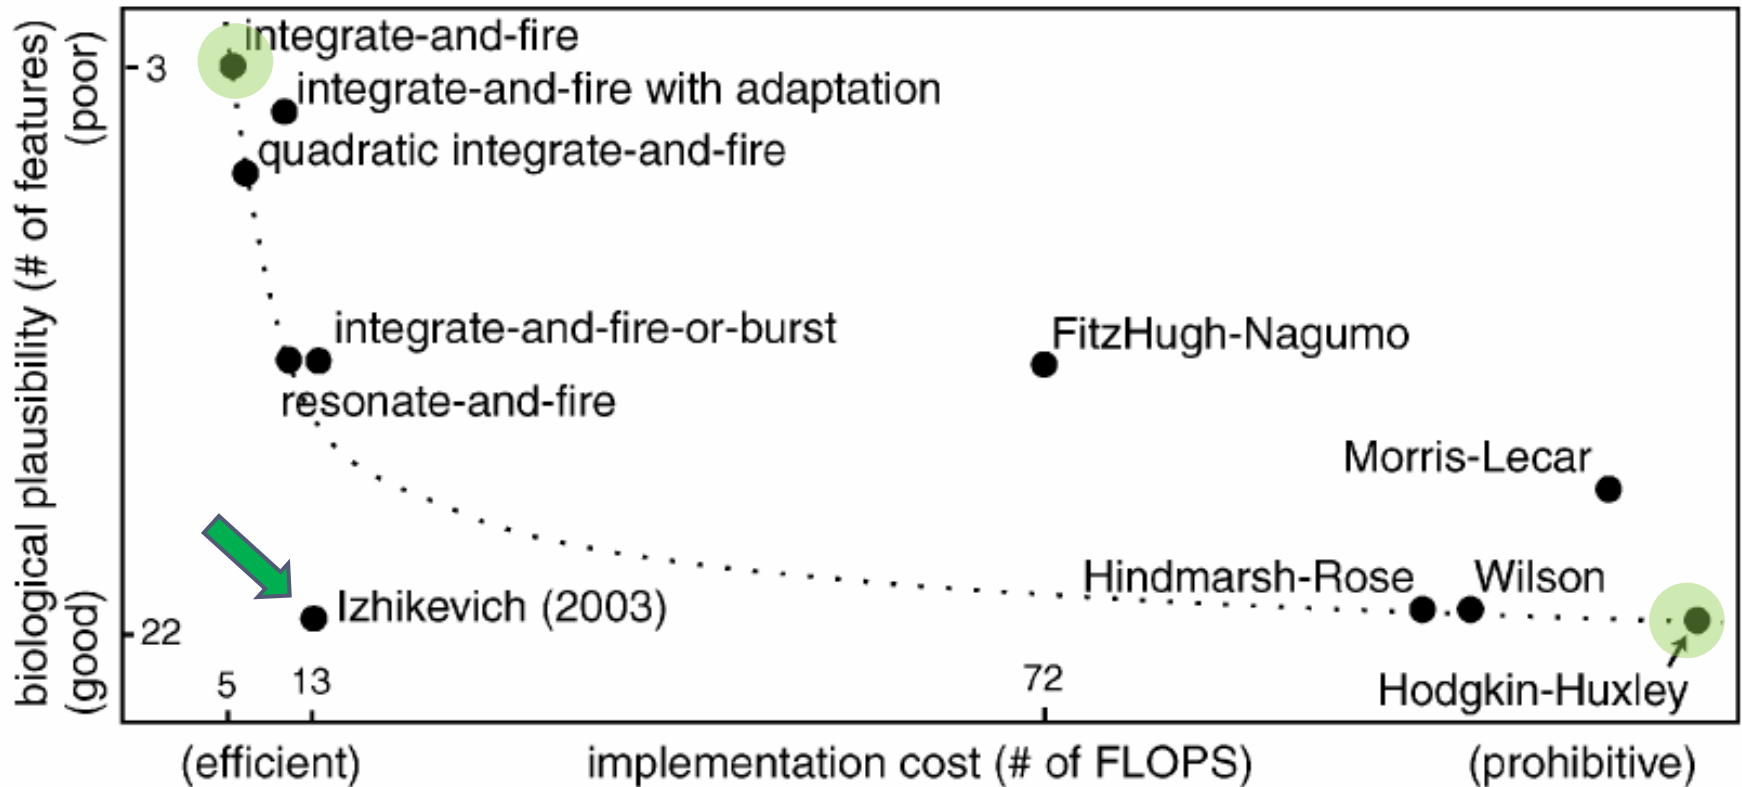 biological plausibility (# of features)
(poor)
(good)
3
22
integrate-and-fire
integrate-and-fire with adaptation
quadratic integrate-and-fire
integrate-and-fire-or-burst
resonate-and-fire
FitzHugh-Nagumo
Morris-Lecar
Hindmarsh-Rose
Wilson
Izhikevich (2003)
Hodgkin-Huxley
5
13
72
(efficient)
implementation cost (# of FLOPS)
(prohibitive)